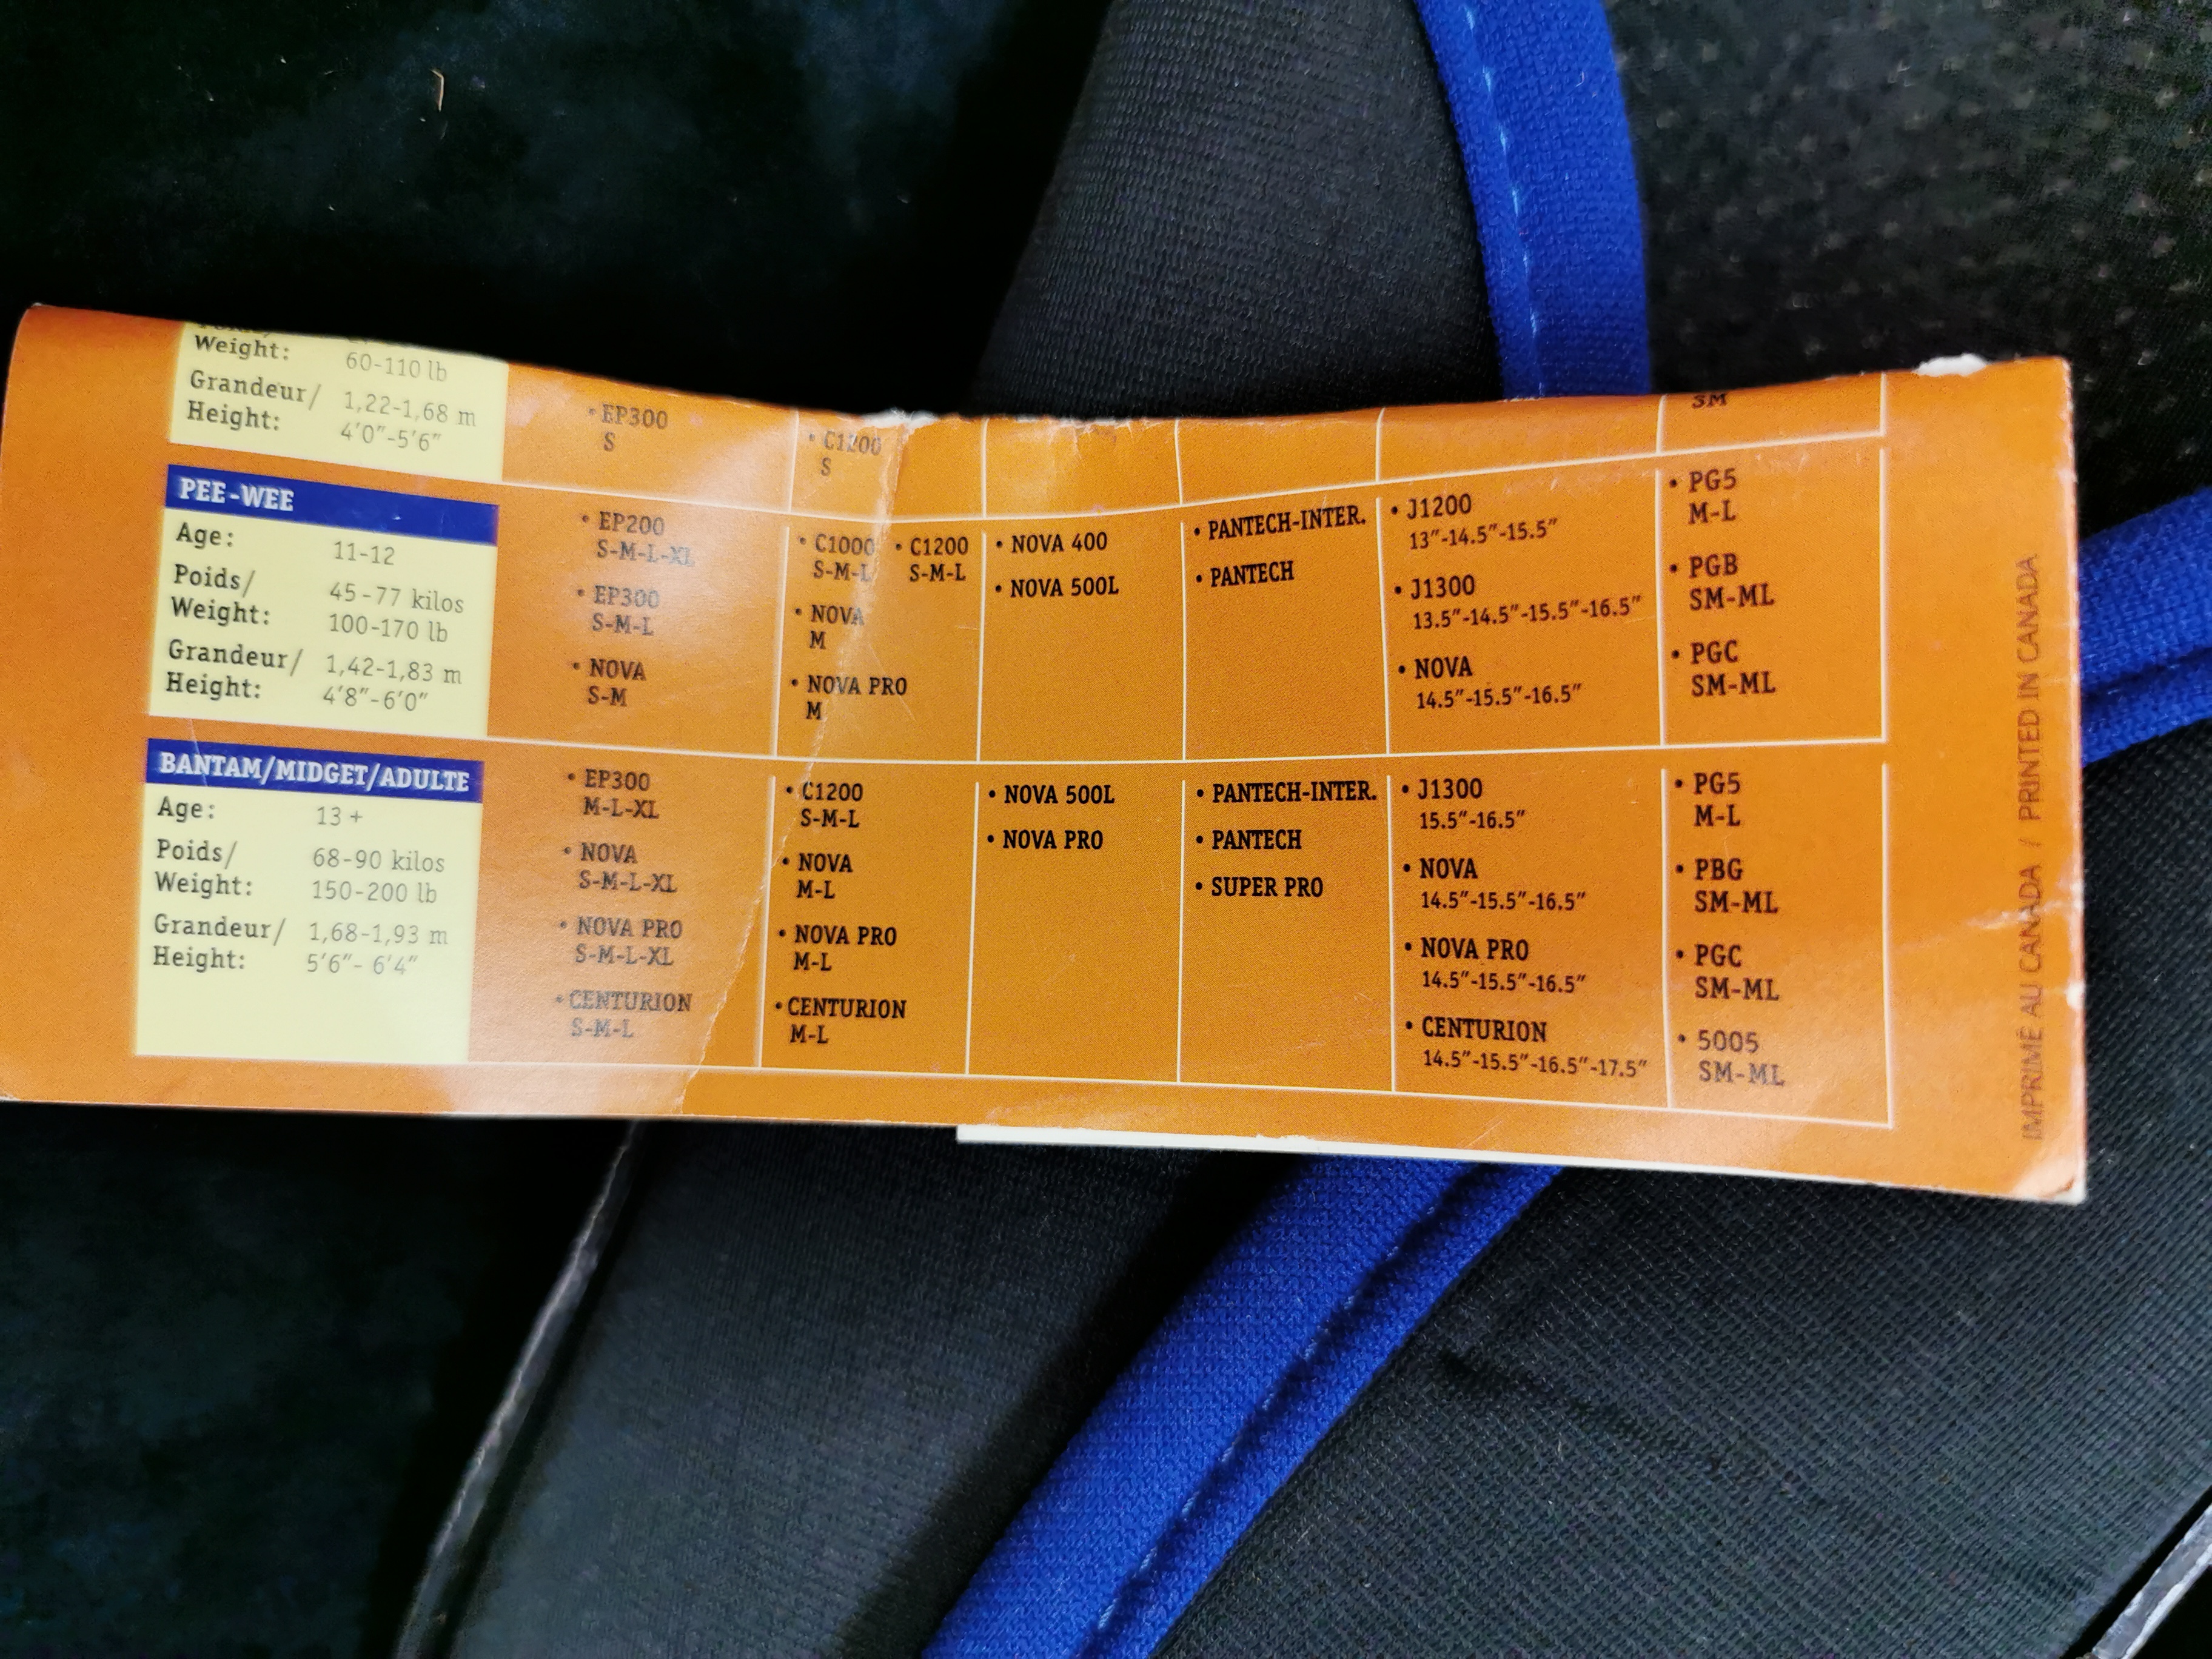 Weight: 60-110 lb
Grandeur/ 1,22-1,68 m
Height: 4'0"-5'6"
• EP300
S
• C1200
S
SM
PEE-WEE
Age: 11-12
Poids/ 45-77 kilos
Weight: 100-170 lb
Grandeur/ 1,42-1,83 m
Height: 4'8"-6'0"
• EP200
S-M-L-XL
• EP300
S-M-L
• NOVA
S-M
• C1000 • C1200
S-M-L S-M-L
• NOVA
M
• NOVA PRO
M
• NOVA 400
• NOVA 500L
• PANTECH-INTER.
• PANTECH
• J1200
13"-14.5"-15.5"
• J1300
13.5"-14.5"-15.5"-16.5"
• NOVA
14.5"-15.5"-16.5"
• PG5
M-L
• PGB
SM-ML
• PGC
SM-ML
BANTAM/MIDGET/ADULTE
Age: 13 +
Poids/ 68-90 kilos
Weight: 150-200 lb
Grandeur/ 1,68-1,93 m
Height: 5'6"- 6'4"
• EP300
M-L-XL
• NOVA
S-M-L-XL
• NOVA PRO
S-M-L-XL
• CENTURION
S-M-L
• C1200
S-M-L
• NOVA
M-L
• NOVA PRO
M-L
• CENTURION
M-L
• NOVA 500L
• NOVA PRO
• PANTECH-INTER.
• PANTECH
• SUPER PRO
• J1300
15.5"-16.5"
• NOVA
14.5"-15.5"-16.5"
• NOVA PRO
14.5"-15.5"-16.5"
• CENTURION
14.5"-15.5"-16.5"-17.5"
• PG5
M-L
• PBG
SM-ML
• PGC
SM-ML
• 5005
SM-ML
IMPRIMÉ AU CANADA / PRINTED IN CANADA